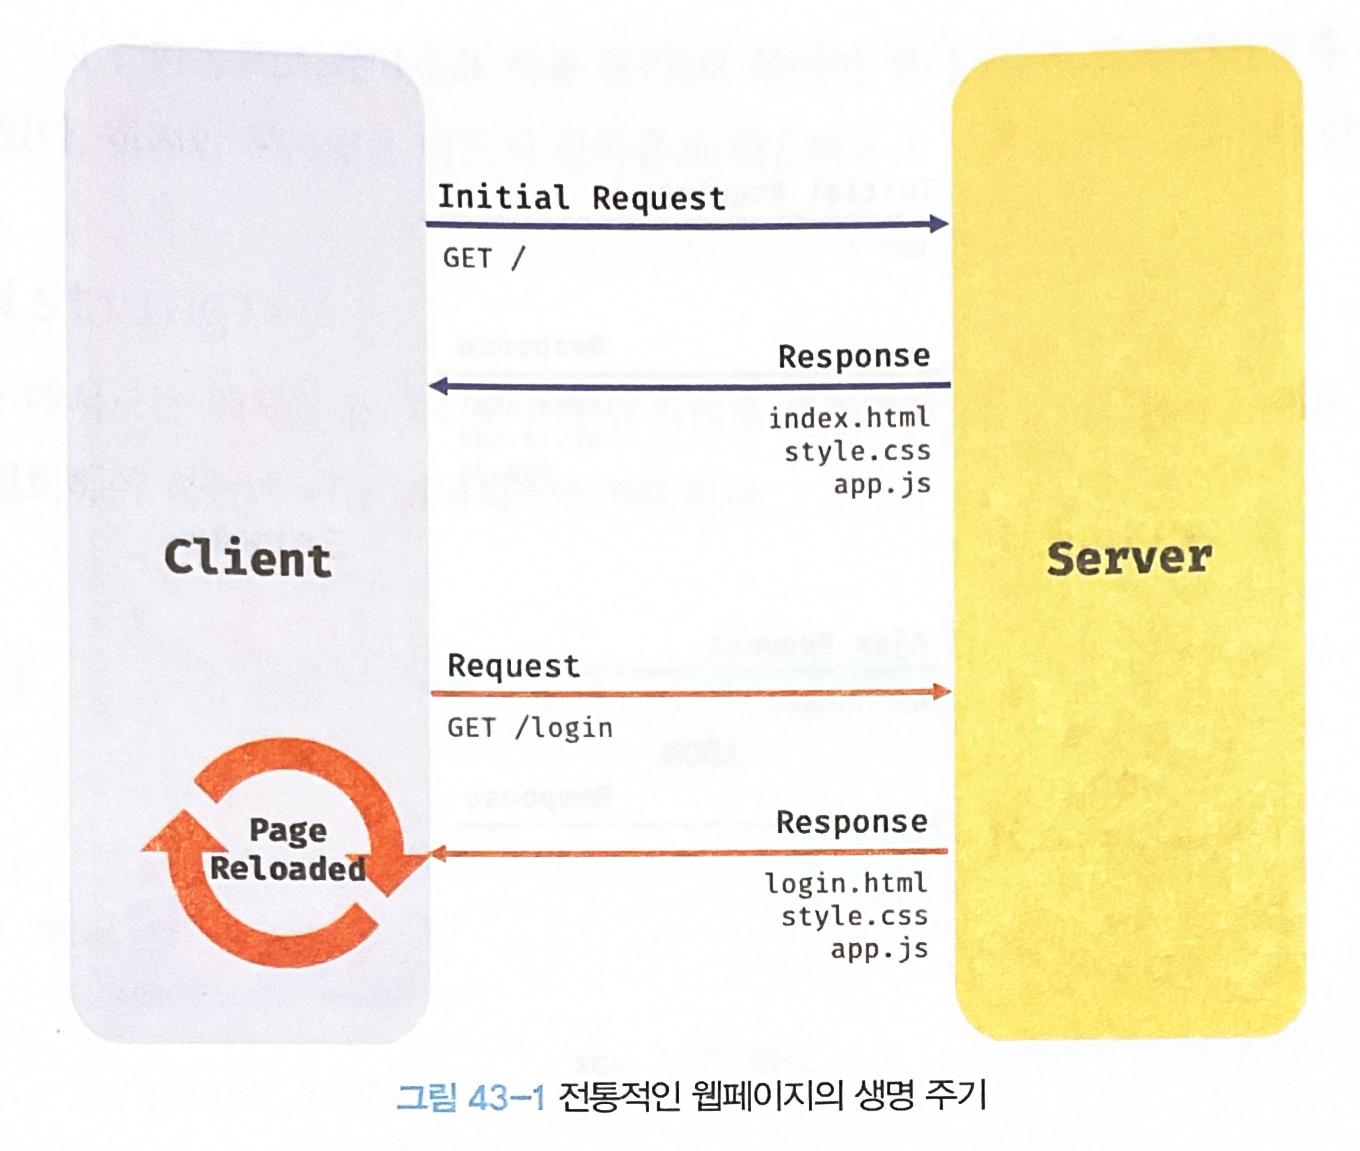 Initial Request
GET /
Response
index.html
style.css
app.js
Client
Server
Request
GET /login
Page
Reloaded
Response
login.html
style.css
app.js
그림 43-1 전통적인 웹페이지의 생명 주기